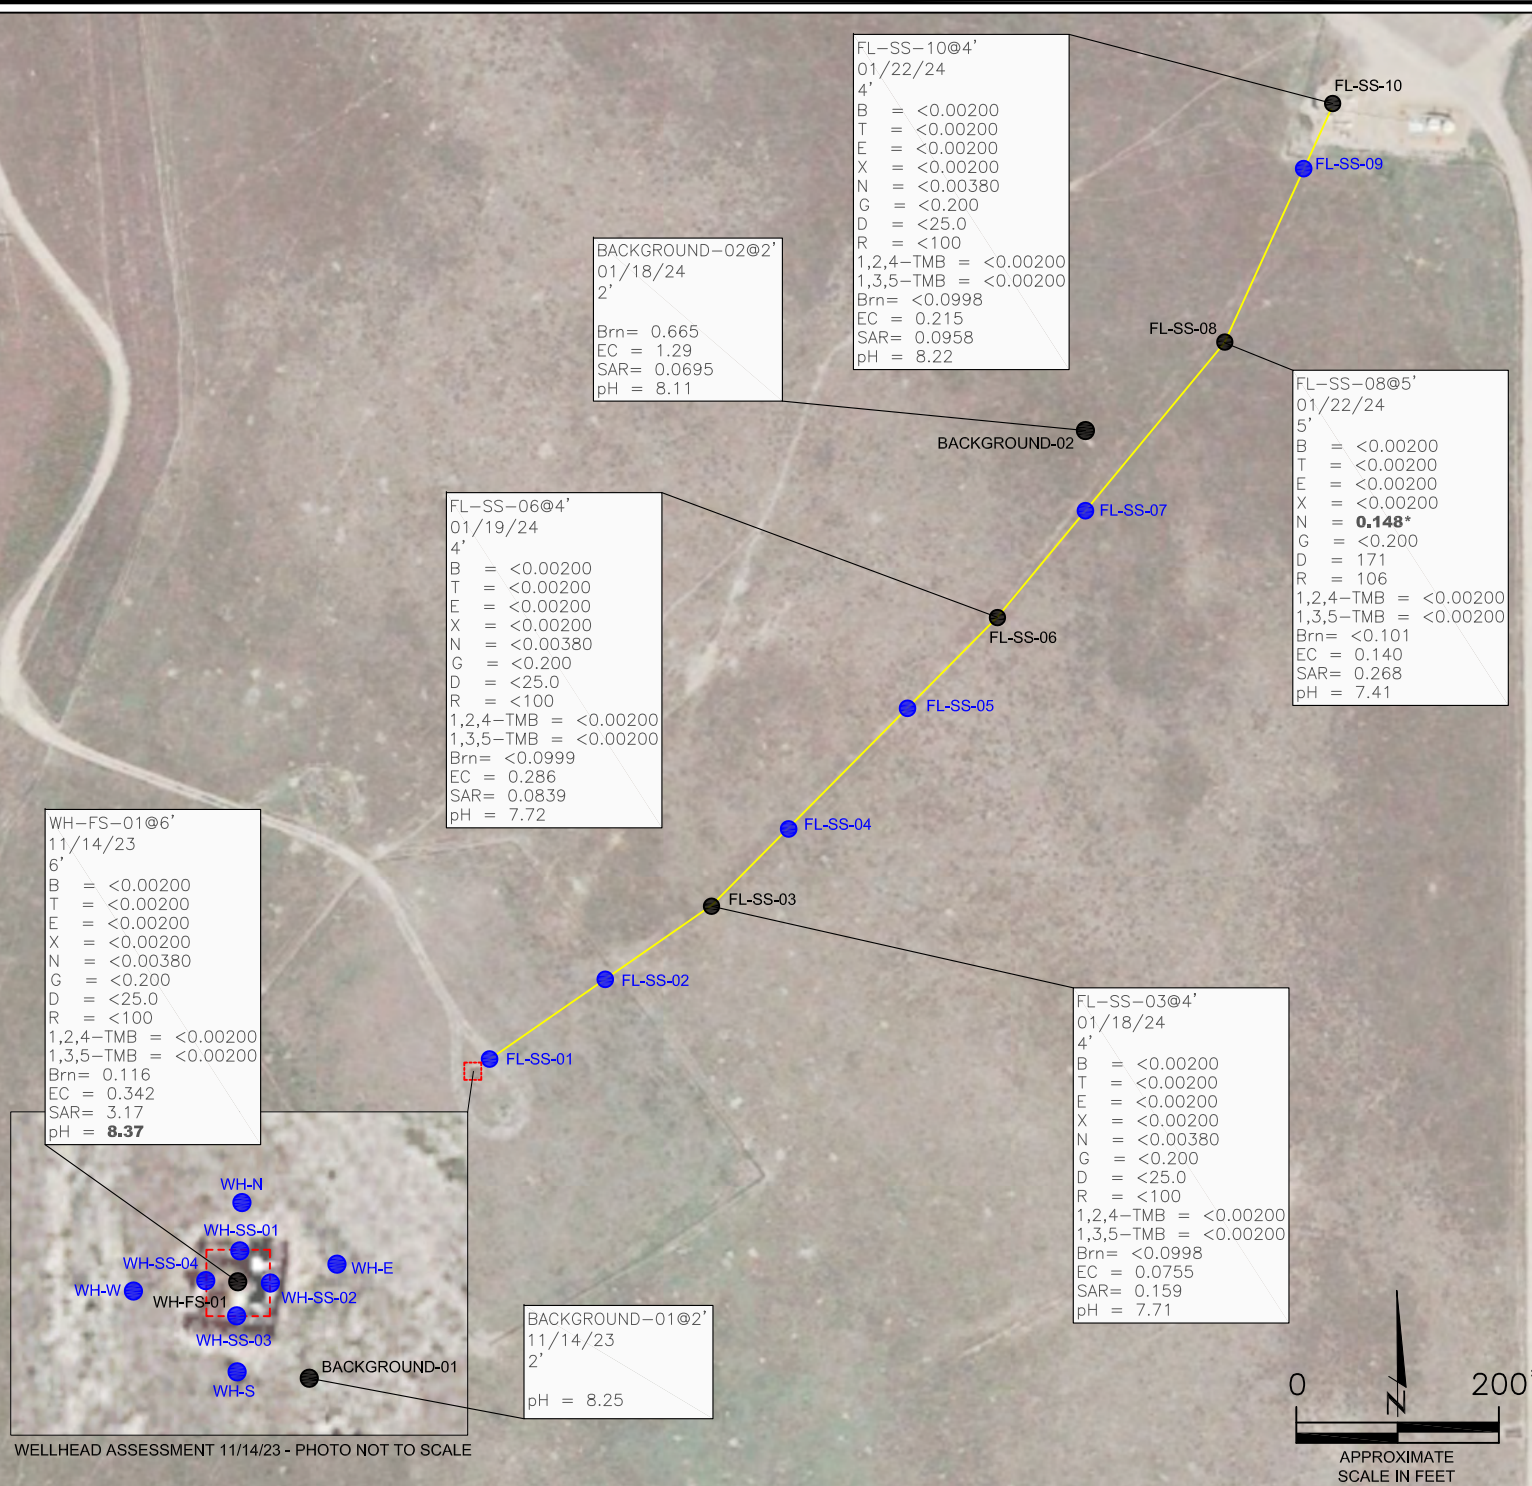 FL-SS-10@4'
01/22/24
4'
B = <0.00200
T = <0.00200
E = <0.00200
X = <0.00200
N = <0.00380
G = <0.200
D = <25.0
R = <100
1,2,4-TMB = <0.00200
1,3,5-TMB = <0.00200
Brn= <0.0998
EC = 0.215
SAR= 0.0958
pH = 8.22
FL-SS-10
FL-SS-09
BACKGROUND-02@2'
01/18/24
2'
Brn= 0.665
EC = 1.29
SAR= 0.0695
pH = 8.11
FL-SS-08
BACKGROUND-02
FL-SS-08@5'
01/22/24
5'
B = <0.00200
T = <0.00200
E = <0.00200
X = <0.00200
N = 0.148*
G = <0.200
D = 171
R = 106
1,2,4-TMB = <0.00200
1,3,5-TMB = <0.00200
Brn= <0.101
EC = 0.140
SAR= 0.268
pH = 7.41
FL-SS-07
FL-SS-06@4'
01/19/24
4'
B = <0.00200
T = <0.00200
E = <0.00200
X = <0.00200
N = <0.00380
G = <0.200
D = <25.0
R = <100
1,2,4-TMB = <0.00200
1,3,5-TMB = <0.00200
Brn= <0.0999
EC = 0.286
SAR= 0.0839
pH = 7.72
FL-SS-06
FL-SS-05
FL-SS-04
FL-SS-03
FL-SS-02
FL-SS-01
WH-FS-01@6'
11/14/23
6'
B = <0.00200
T = <0.00200
E = <0.00200
X = <0.00200
N = <0.00380
G = <0.200
D = <25.0
R = <100
1,2,4-TMB = <0.00200
1,3,5-TMB = <0.00200
Brn= 0.116
EC = 0.342
SAR= 3.17
pH = 8.37
FL-SS-03@4'
01/18/24
4'
B = <0.00200
T = <0.00200
E = <0.00200
X = <0.00200
N = <0.00380
G = <0.200
D = <25.0
R = <100
1,2,4-TMB = <0.00200
1,3,5-TMB = <0.00200
Brn= <0.0998
EC = 0.0755
SAR= 0.159
pH = 7.71
WH-N
WH-SS-01
WH-SS-04
WH-E
WH-W
WH-FS-01
WH-SS-02
WH-SS-03
WH-S
BACKGROUND-01
BACKGROUND-01@2'
11/14/23
2'
pH = 8.25
WELLHEAD ASSESSMENT 11/14/23 - PHOTO NOT TO SCALE
N
0 200'
APPROXIMATE
SCALE IN FEET